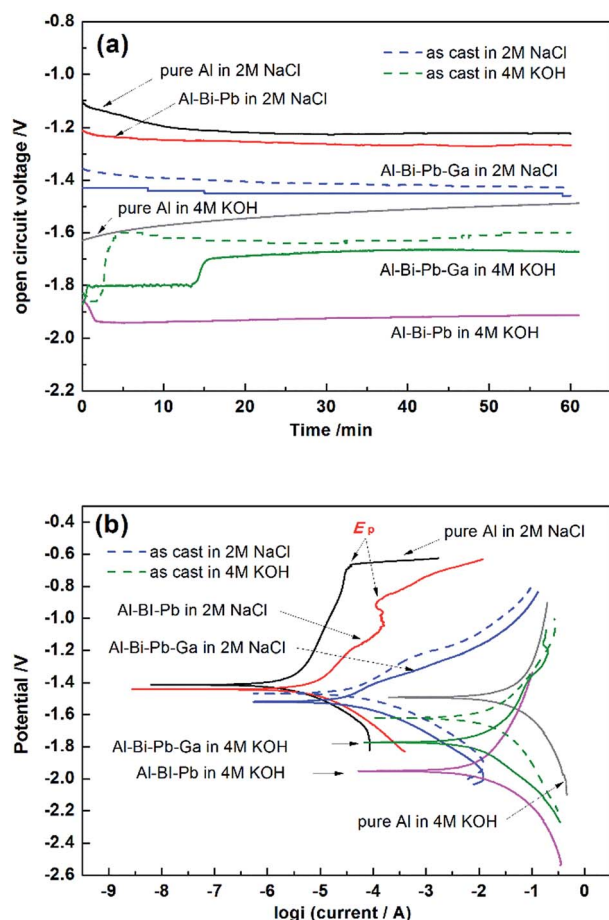 (a)
as cast in 2M NaCl
as cast in 4M KOH
pure Al in 2M NaCl
Al-Bi-Pb in 2M NaCl
Al-Bi-Pb-Ga in 2M NaCl
pure Al in 4M KOH
Al-Bi-Pb-Ga in 4M KOH
Al-Bi-Pb in 4M KOH
open circuit voltage /V
-0.8
-1.0
-1.2
-1.4
-1.6
-1.8
-2.0
-2.2
0 10 20 30 40 50 60
Time /min
(b)
Ep
pure Al in 2M NaCl
as cast in 2M NaCl
as cast in 4M KOH
Al-BI-Pb in 2M NaCl
Al-Bi-Pb-Ga in 2M NaCl
Al-Bi-Pb-Ga in 4M KOH
Al-BI-Pb in 4M KOH
pure Al in 4M KOH
Potential /V
-0.4
-0.6
-0.8
-1.0
-1.2
-1.4
-1.6
-1.8
-2.0
-2.2
-2.4
-2.6
-9 -8 -7 -6 -5 -4 -3 -2 -1 0
logi (current / A)